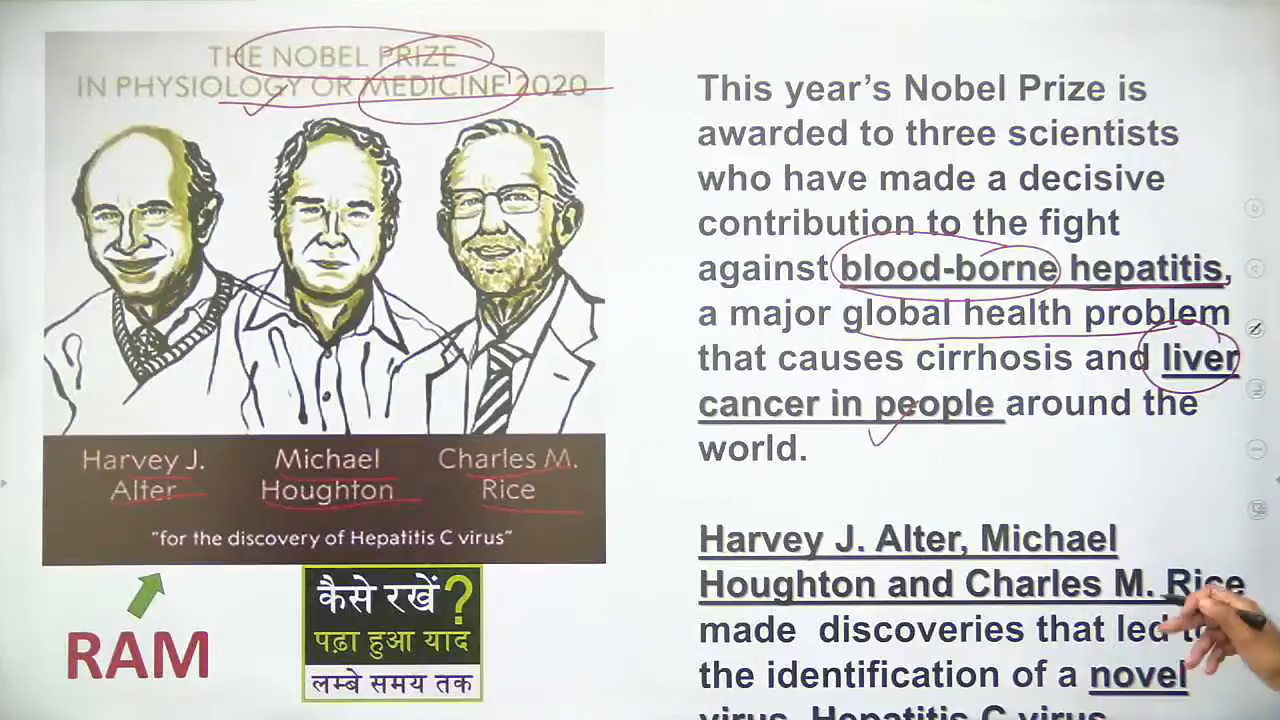 THE NOBEL PRIZE
IN PHYSIOLOGY OR MEDICINE 2020
Harvey J.
Alter
Michael
Houghton
Charles M.
Rice
"for the discovery of Hepatitis C virus"
RAM
कैसे रखें?
पढ़ा हुआ याद
लम्बे समय तक
This year's Nobel Prize is
awarded to three scientists
who have made a decisive
contribution to the fight
against blood-borne hepatitis,
a major global health problem
that causes cirrhosis and liver
cancer in people around the
world.
Harvey J. Alter, Michael
Houghton and Charles M. Rice
made discoveries that led to
the identification of a novel
virus, Hepatitis C virus.